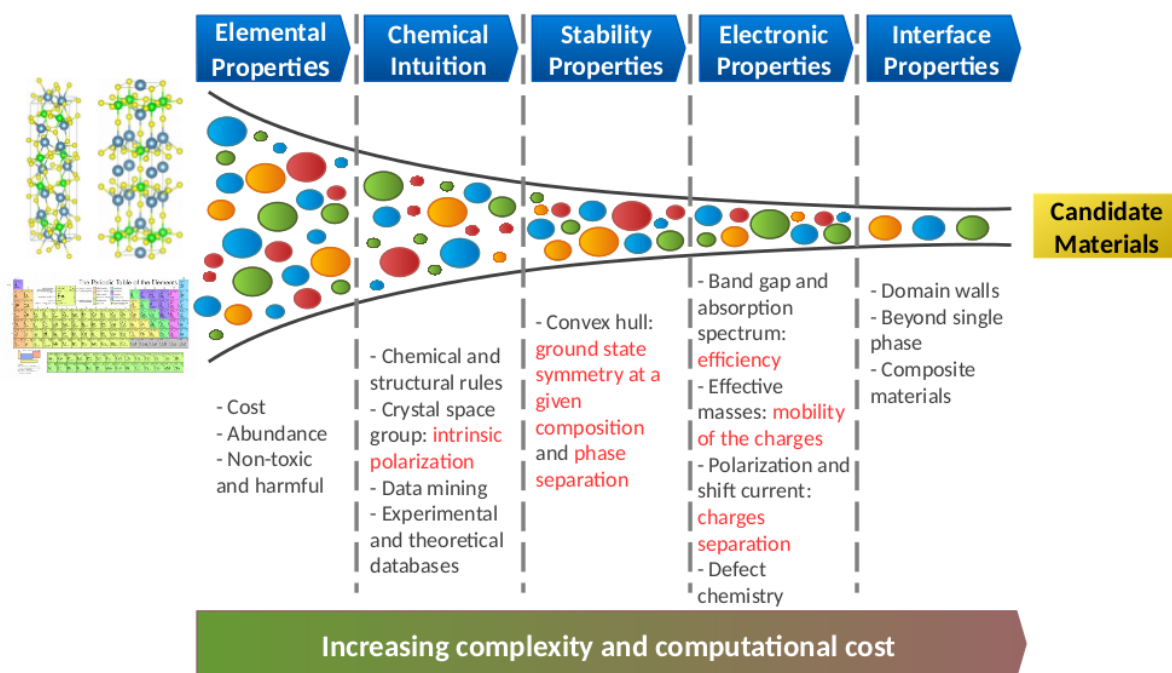 Elemental
Properties
Chemical
Intuition
Stability
Properties
Electronic
Properties
Interface
Properties
The Periodic Table of the Elements
Candidate
Materials
- Cost
- Abundance
- Non-toxic
and harmful
- Chemical and
structural rules
- Crystal space
group: intrinsic
polarization
- Data mining
- Experimental
and theoretical
databases
- Convex hull:
ground state
symmetry at a
given
composition
and phase
separation
- Band gap and
absorption
spectrum:
efficiency
- Effective
masses: mobility
of the charges
- Polarization and
shift current:
charges
separation
- Defect
chemistry
- Domain walls
- Beyond single
phase
- Composite
materials
Increasing complexity and computational cost